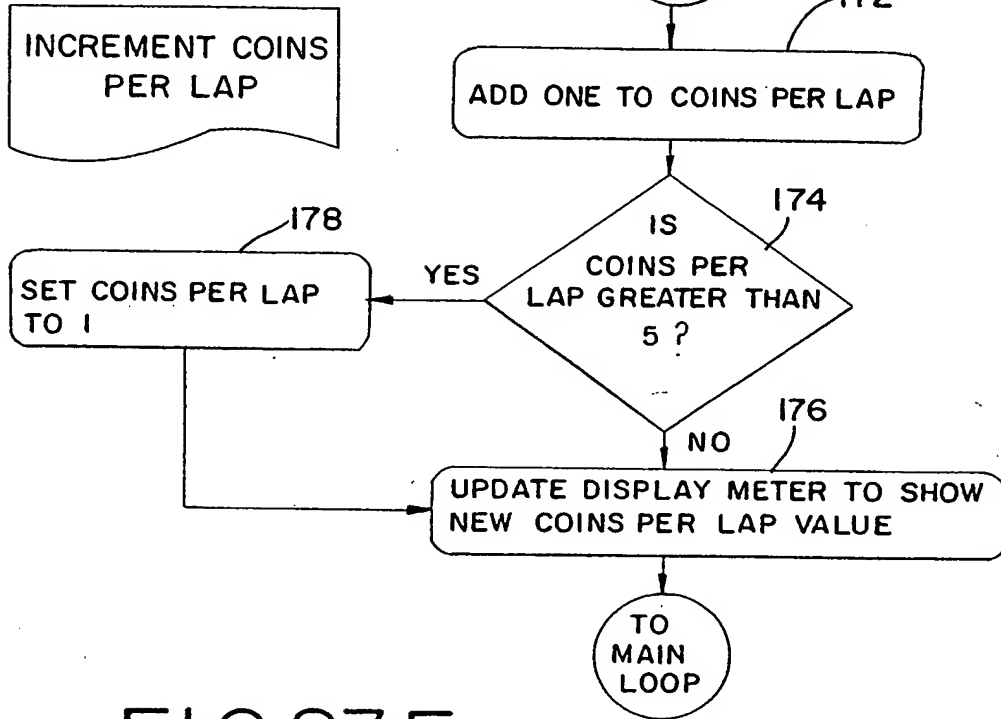 INCREMENT COINS
PER LAP
172
ADD ONE TO COINS PER LAP
174
IS
COINS PER
LAP GREATER THAN
5 ?
YES
178
SET COINS PER LAP
TO 1
NO
176
UPDATE DISPLAY METER TO SHOW
NEW COINS PER LAP VALUE
TO
MAIN
LOOP